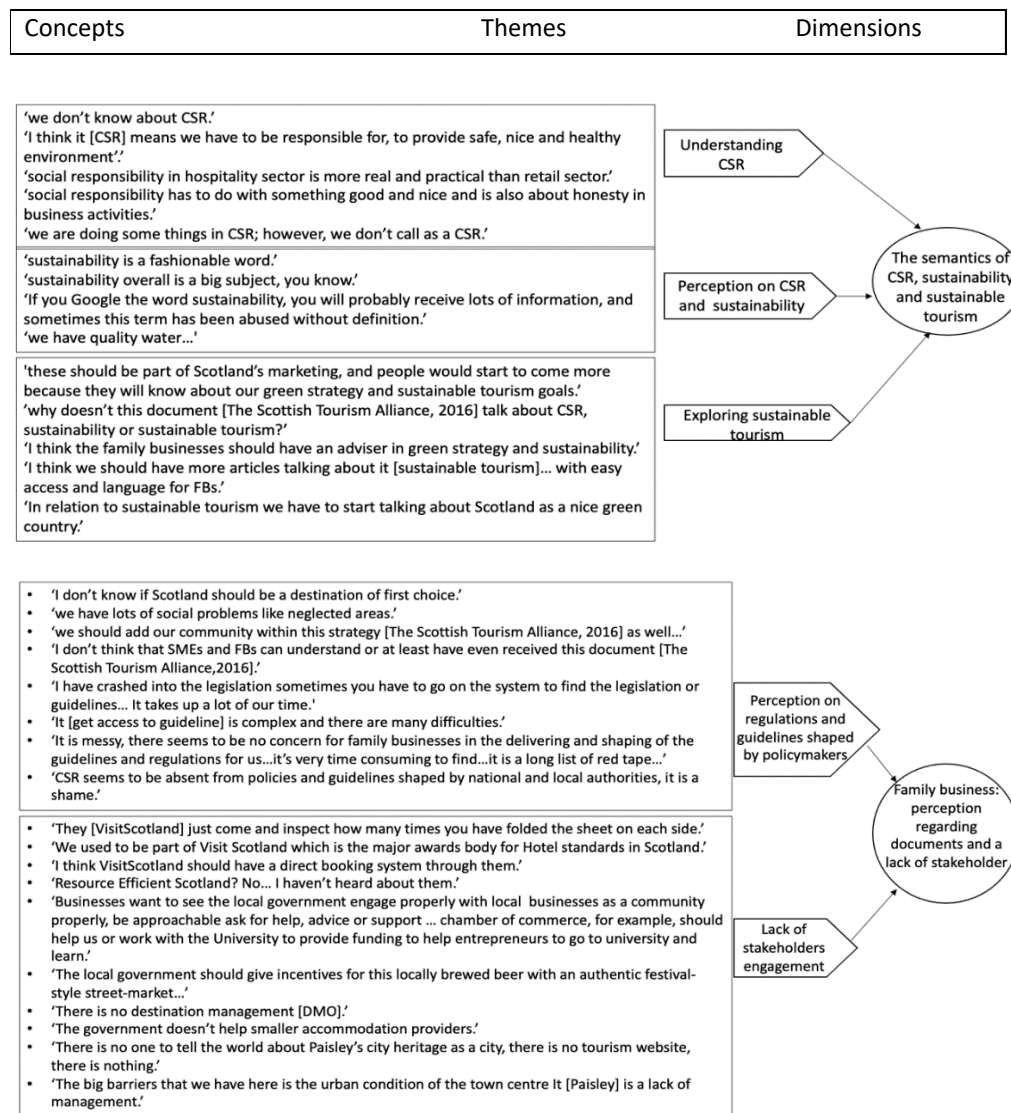 Concepts Themes Dimensions
‘we don’t know about CSR.’
‘I think it [CSR] means we have to be responsible for, to provide safe, nice and healthy
environment’.’
‘social responsibility in hospitality sector is more real and practical than retail sector.’
‘social responsibility has to do with something good and nice and is also about honesty in
business activities.’
‘we are doing some things in CSR; however, we don’t call as a CSR.’
Understanding
CSR
‘sustainability is a fashionable word.’
‘sustainability overall is a big subject, you know.’
‘If you Google the word sustainability, you will probably receive lots of information, and
sometimes this term has been abused without definition.’
‘we have quality water...'
Perception on CSR
and sustainability
'these should be part of Scotland’s marketing, and people would start to come more
because they will know about our green strategy and sustainable tourism goals.’
’why doesn’t this document [The Scottish Tourism Alliance, 2016] talk about CSR,
sustainability or sustainable tourism?’
‘I think the family businesses should have an adviser in green strategy and sustainability.’
‘I think we should have more articles talking about it [sustainable tourism]... with easy
access and language for FBs.’
‘In relation to sustainable tourism we have to start talking about Scotland as a nice green
country.’
Exploring sustainable
tourism
The semantics of
CSR, sustainability
and sustainable
tourism
• ‘I don’t know if Scotland should be a destination of first choice.’
• ‘we have lots of social problems like neglected areas.’
• ‘we should add our community within this strategy [The Scottish Tourism Alliance, 2016] as well...’
• ‘I don’t think that SMEs and FBs can understand or at least have even received this document [The
Scottish Tourism Alliance,2016].’
• ‘I have crashed into the legislation sometimes you have to go on the system to find the legislation or
guidelines... It takes up a lot of our time.'
• ‘It [get access to guideline] is complex and there are many difficulties.’
• ‘It is messy, there seems to be no concern for family businesses in the delivering and shaping of the
guidelines and regulations for us...it’s very time consuming to find...it is a long list of red tape...’
• ‘CSR seems to be absent from policies and guidelines shaped by national and local authorities, it is a
shame.’
Perception on
regulations and
guidelines shaped
by policymakers
• ‘They [VisitScotland] just come and inspect how many times you have folded the sheet on each side.’
• ‘We used to be part of Visit Scotland which is the major awards body for Hotel standards in Scotland.’
• ‘I think VisitScotland should have a direct booking system through them.’
• ‘Resource Efficient Scotland? No... I haven’t heard about them.’
• ‘Businesses want to see the local government engage properly with local businesses as a community
properly, be approachable ask for help, advice or support ... chamber of commerce, for example, should
help us or work with the University to provide funding to help entrepreneurs to go to university and
learn.’
• ‘The local government should give incentives for this locally brewed beer with an authentic festival-
style street-market...’
• ‘There is no destination management [DMO].’
• ‘The government doesn’t help smaller accommodation providers.’
• ‘There is no one to tell the world about Paisley’s city heritage as a city, there is no tourism website,
there is nothing.’
• ‘The big barriers that we have here is the urban condition of the town centre It [Paisley] is a lack of
management.’
Lack of
stakeholders
engagement
Family business:
perception
regarding
documents and a
lack of stakeholder